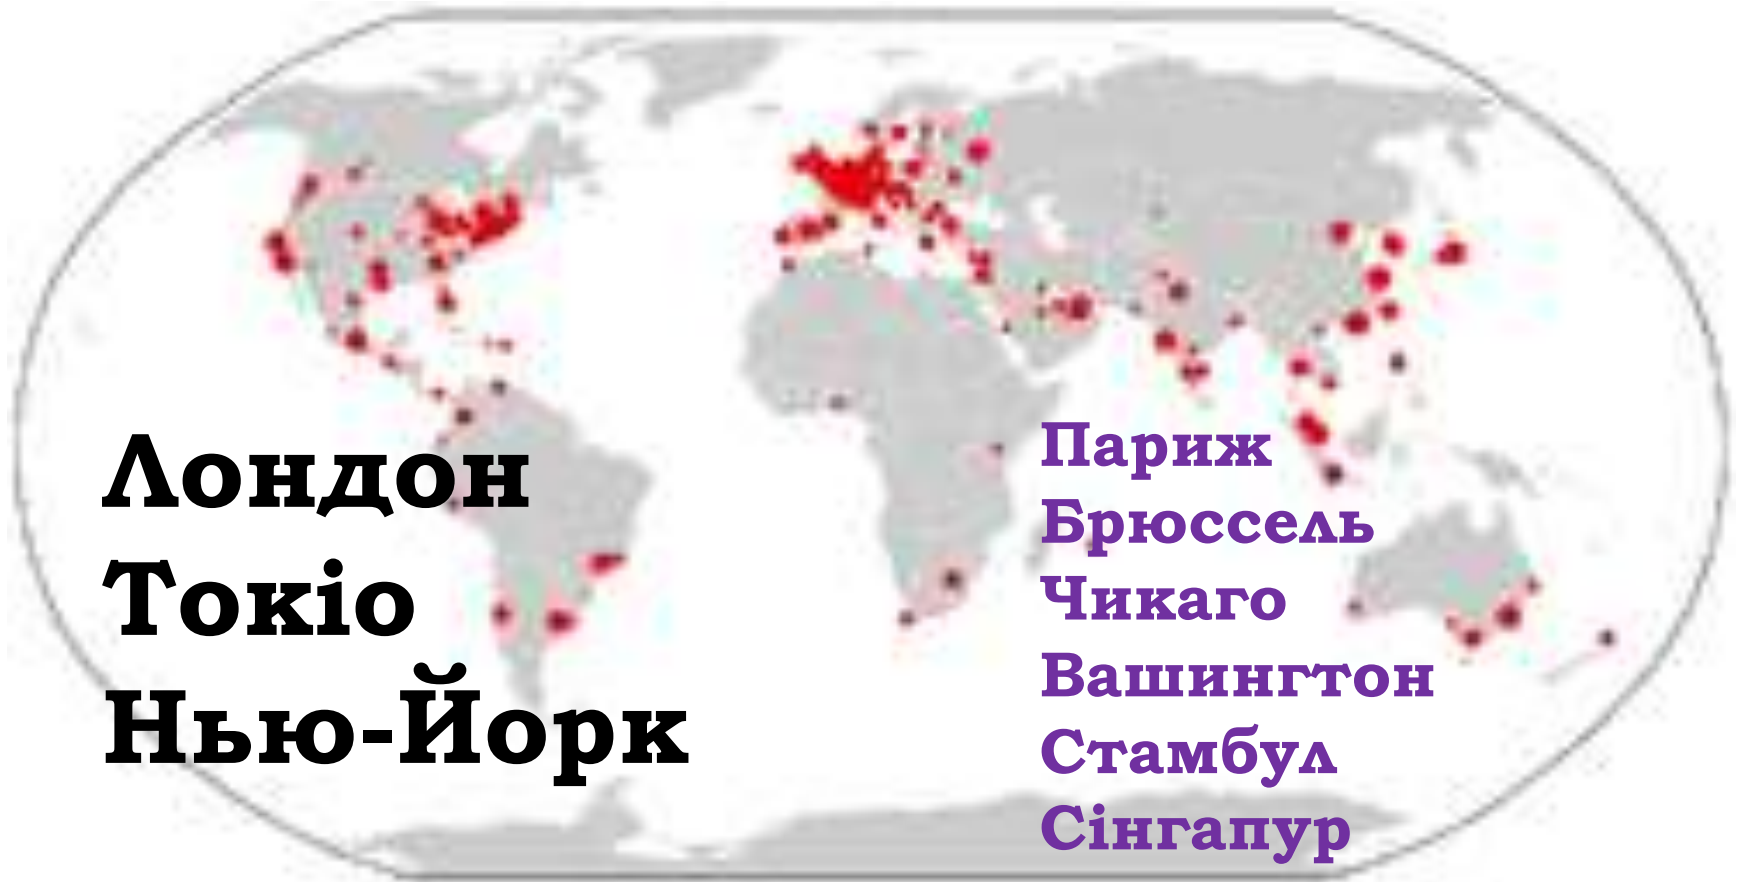 Лондон
Токіо
Нью-Йорк
Париж
Брюссель
Чикаго
Вашингтон
Стамбул
Сінгапур